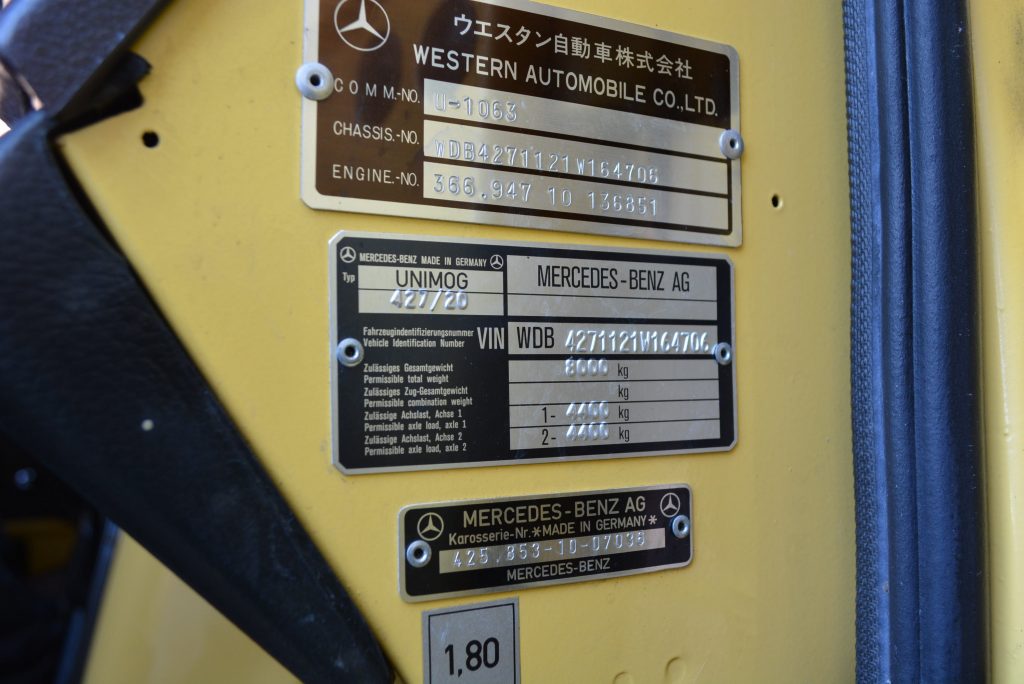 ウエスタン自動車株式会社
WESTERN AUTOMOBILE CO.,LTD.
COMM.-NO. U-1063
CHASSIS.-NO. WDB4271121W164706
ENGINE.-NO. 366.947 10 136851
MERCEDES-BENZ MADE IN GERMANY
Typ UNIMOG MERCEDES-BENZ AG
427/20
Fahrzeugidentifizierungsnummer
Vehicle Identification Number VIN WDB 4271121W164706
Zulässiges Gesamtgewicht
Permissible total weight 8000 kg
Zulässiges Zug-Gesamtgewicht
Permissible combination weight kg
Zulässige Achslast, Achse 1
Permissible axle load, axle 1 1- 4400 kg
Zulässige Achslast, Achse 2
Permissible axle load, axle 2 2- 4400 kg
MERCEDES-BENZ AG
Karosserie-Nr.*MADE IN GERMANY*
425.853-10-07036
MERCEDES-BENZ
1,80